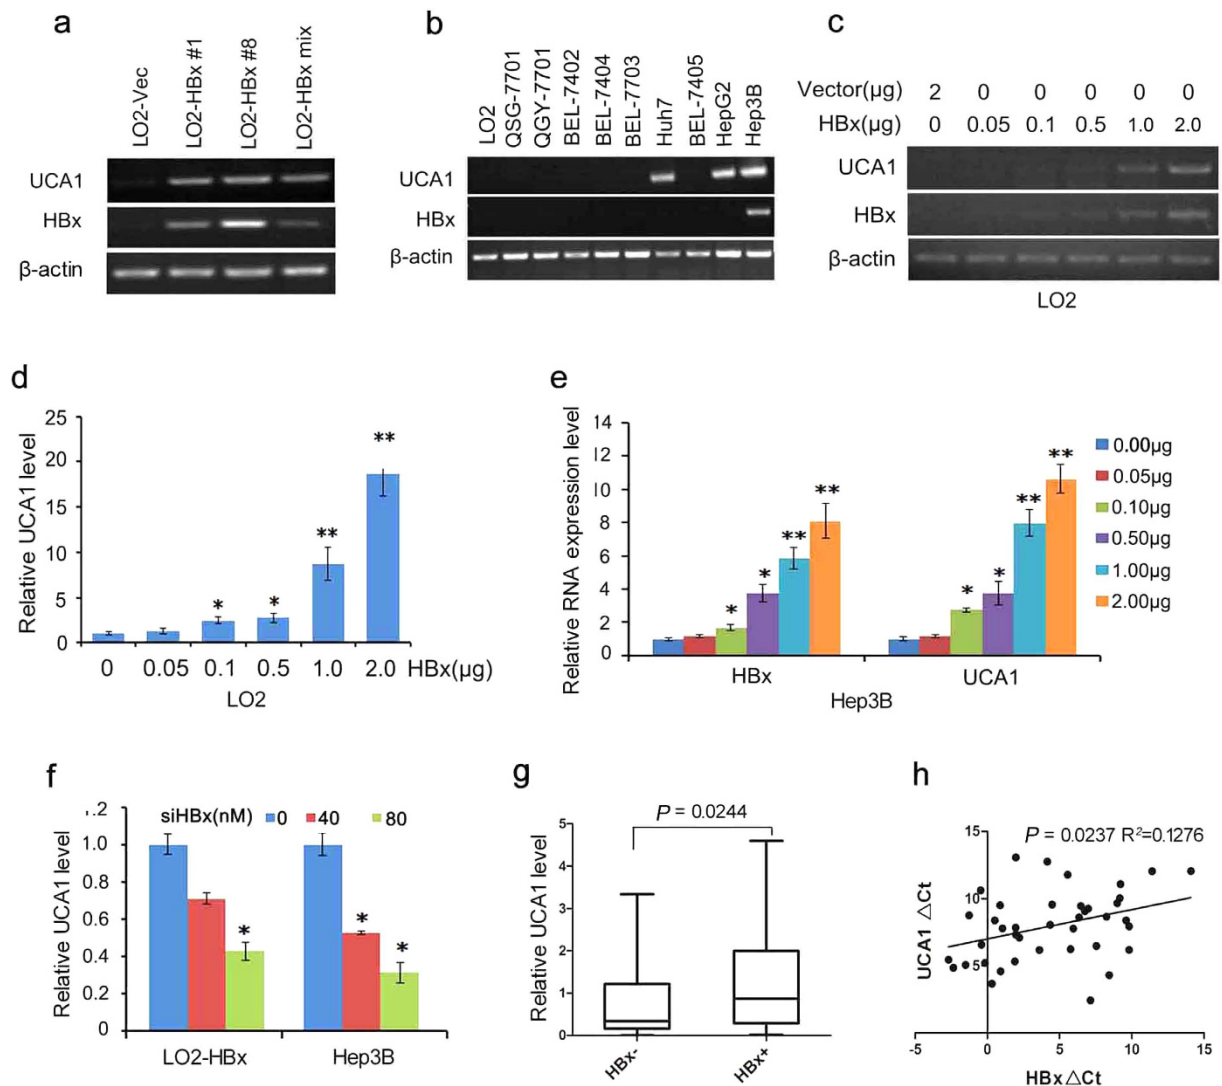 a
LO2-Vec
LO2-HBx #1
LO2-HBx #8
LO2-HBx mix
UCA1
HBx
β-actin
b
LO2
QSG-7701
QGY-7701
BEL-7402
BEL-7404
BEL-7703
Huh7
BEL-7405
HepG2
Hep3B
UCA1
HBx
β-actin
c
Vector(μg) 2 0 0 0 0 0
HBx(μg) 0 0.05 0.1 0.5 1.0 2.0
UCA1
HBx
β-actin
LO2
d
Relative UCA1 level
25
20
15
10
5
0
* * ** **
0 0.05 0.1 0.5 1.0 2.0 HBx(μg)
LO2
e
Relative RNA expression level
14
12
10
8
6
4
2
0
* * ** **
* * ** **
HBx UCA1
Hep3B
0.00μg
0.05μg
0.10μg
0.50μg
1.00μg
2.00μg
f
Relative UCA1 level
.2
1.0
0.8
0.6
0.4
0.2
0
siHBx(nM) 0 40 80
* * *
LO2-HBx Hep3B
g
P = 0.0244
Relative UCA1 level
5
4
3
2
1
0
HBx- HBx+
h
P = 0.0237 R²=0.1276
UCA1 △Ct
15
10
5
-5 0 5 10 15
HBx△Ct